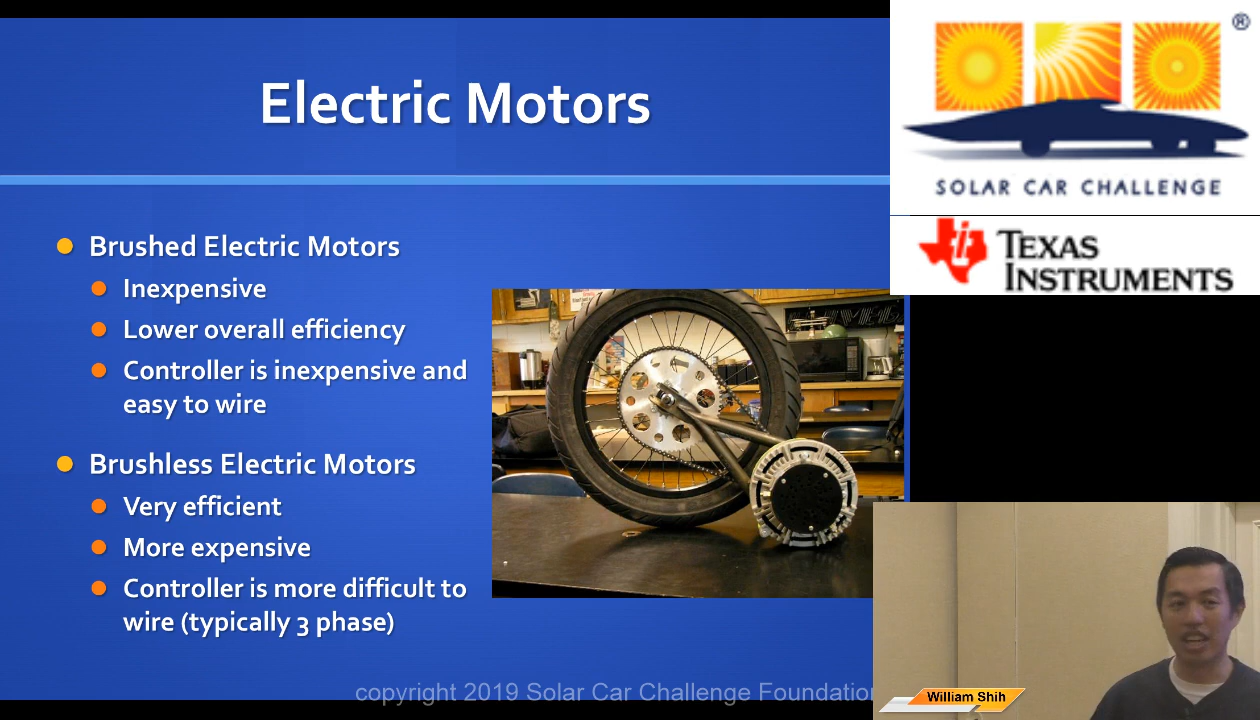 Electric Motors
Brushed Electric Motors
Inexpensive
Lower overall efficiency
Controller is inexpensive and
easy to wire
Brushless Electric Motors
Very efficient
More expensive
Controller is more difficult to
wire (typically 3 phase)
copyright 2019 Solar Car Challenge Foundation
®
SOLAR CAR CHALLENGE
TEXAS
INSTRUMENTS
William Shih